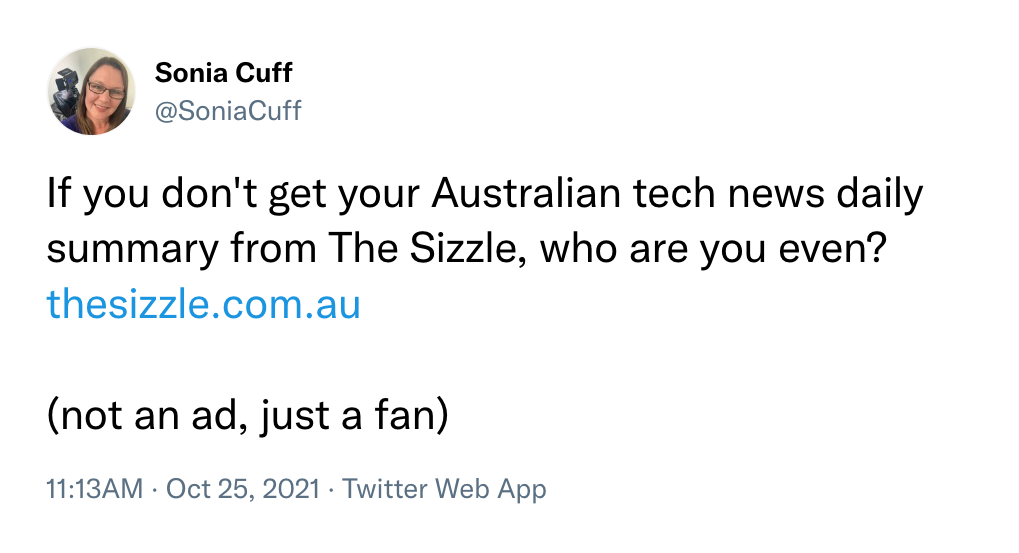 Sonia Cuff
@SoniaCuff
If you don't get your Australian tech news daily
summary from The Sizzle, who are you even?
thesizzle.com.au
(not an ad, just a fan)
11:13AM · Oct 25, 2021 · Twitter Web App